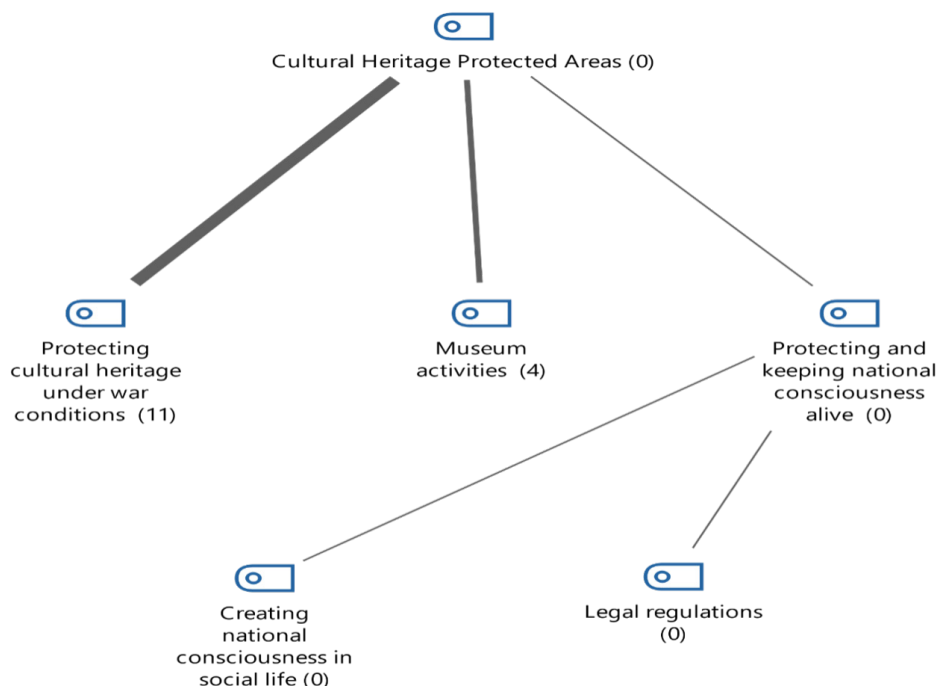 Cultural Heritage Protected Areas (0)
Protecting
cultural heritage
under war
conditions (11)
Museum
activities (4)
Protecting and
keeping national
consciousness
alive (0)
Creating
national
consciousness in
social life (0)
Legal regulations
(0)